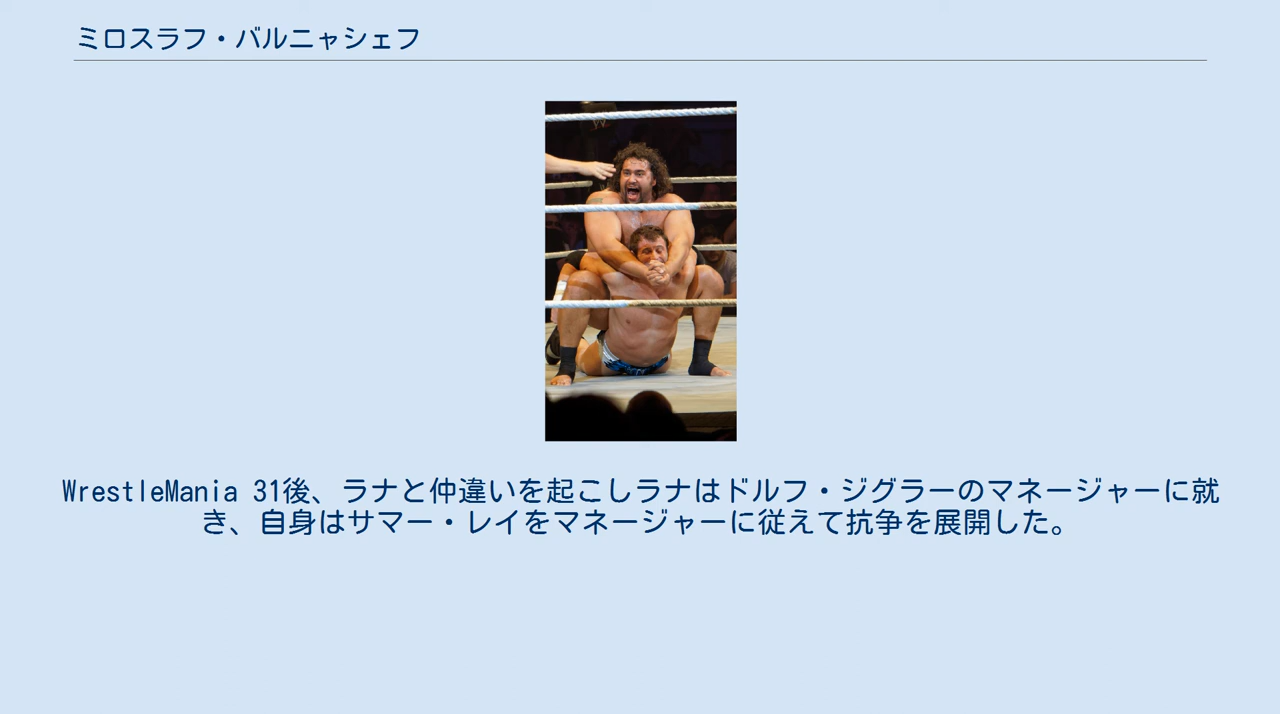 ミロスラフ・バルニャシェフ
WrestleMania 31後、ラナと仲違いを起こしラナはドルフ・ジグラーのマネージャーに就
き、自身はサマー・レイをマネージャーに従えて抗争を展開した。